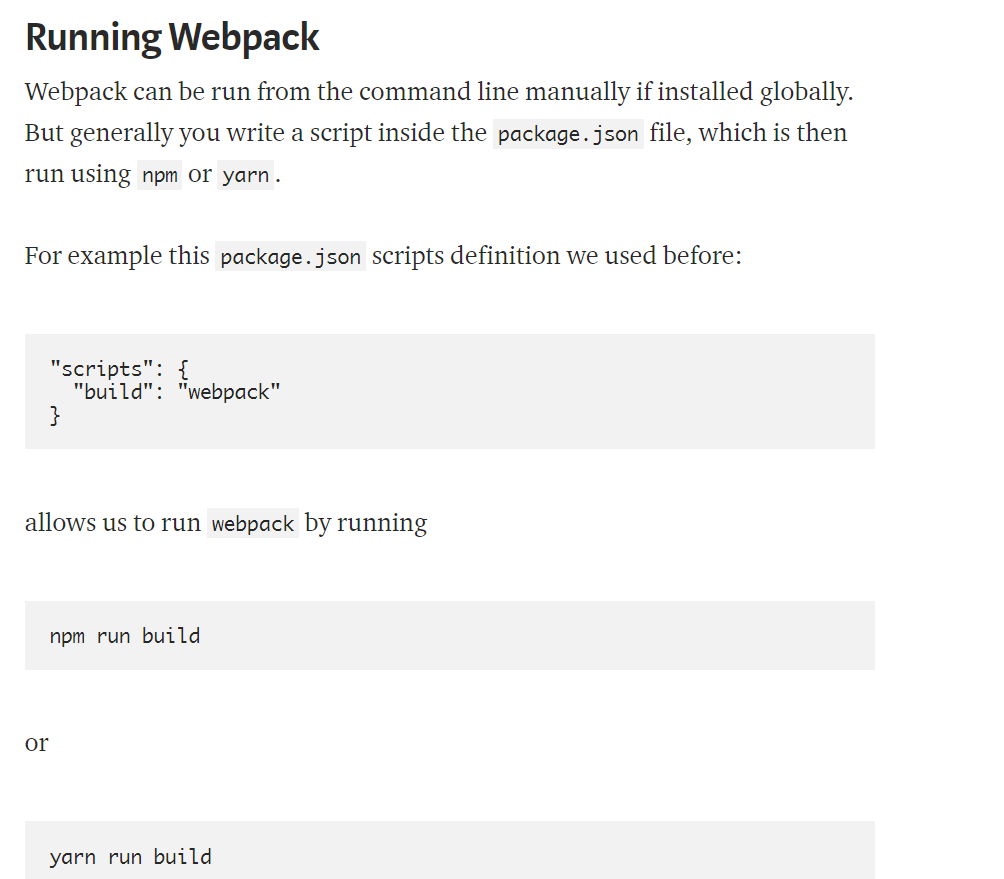 Running Webpack
Webpack can be run from the command line manually if installed globally.
But generally you write a script inside the package.json file, which is then
run using npm or yarn.
For example this package.json scripts definition we used before:
"scripts": {
  "build": "webpack"
}
allows us to run webpack by running
npm run build
or
yarn run build